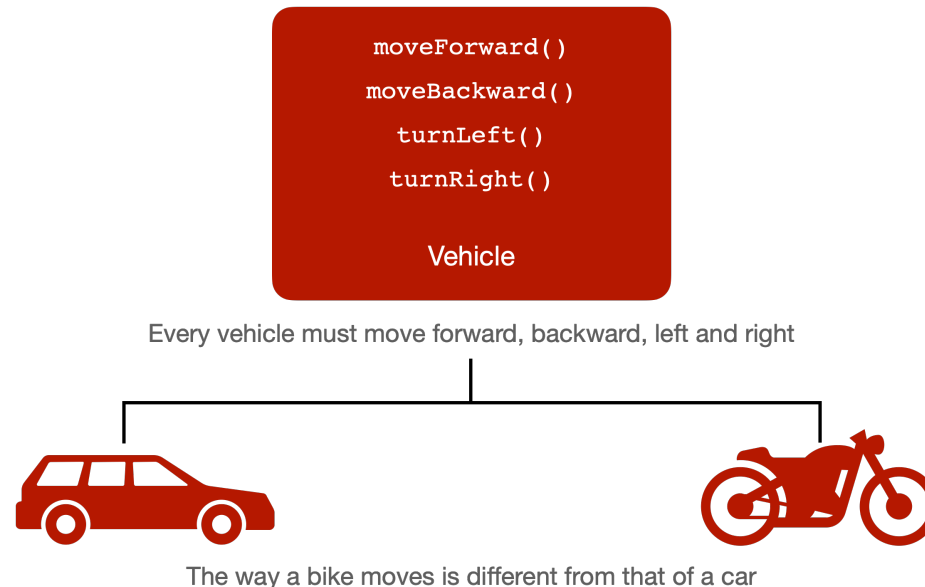 moveForward()
moveBackward()
turnLeft()
turnRight()
Vehicle
Every vehicle must move forward, backward, left and right
The way a bike moves is different from that of a car